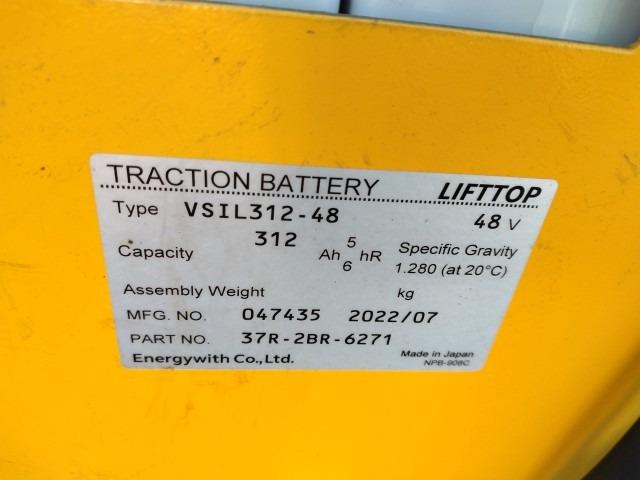 TRACTION BATTERY LIFTTOP
Type VSIL312-48 48 V
Capacity 312 Ah 5 6 hR Specific Gravity
1.280 (at 20°C)
Assembly Weight kg
MFG. NO. 047435 2022/07
PART NO. 37R-2BR-6271
Energywith Co., Ltd. Made in Japan
NPB-908C